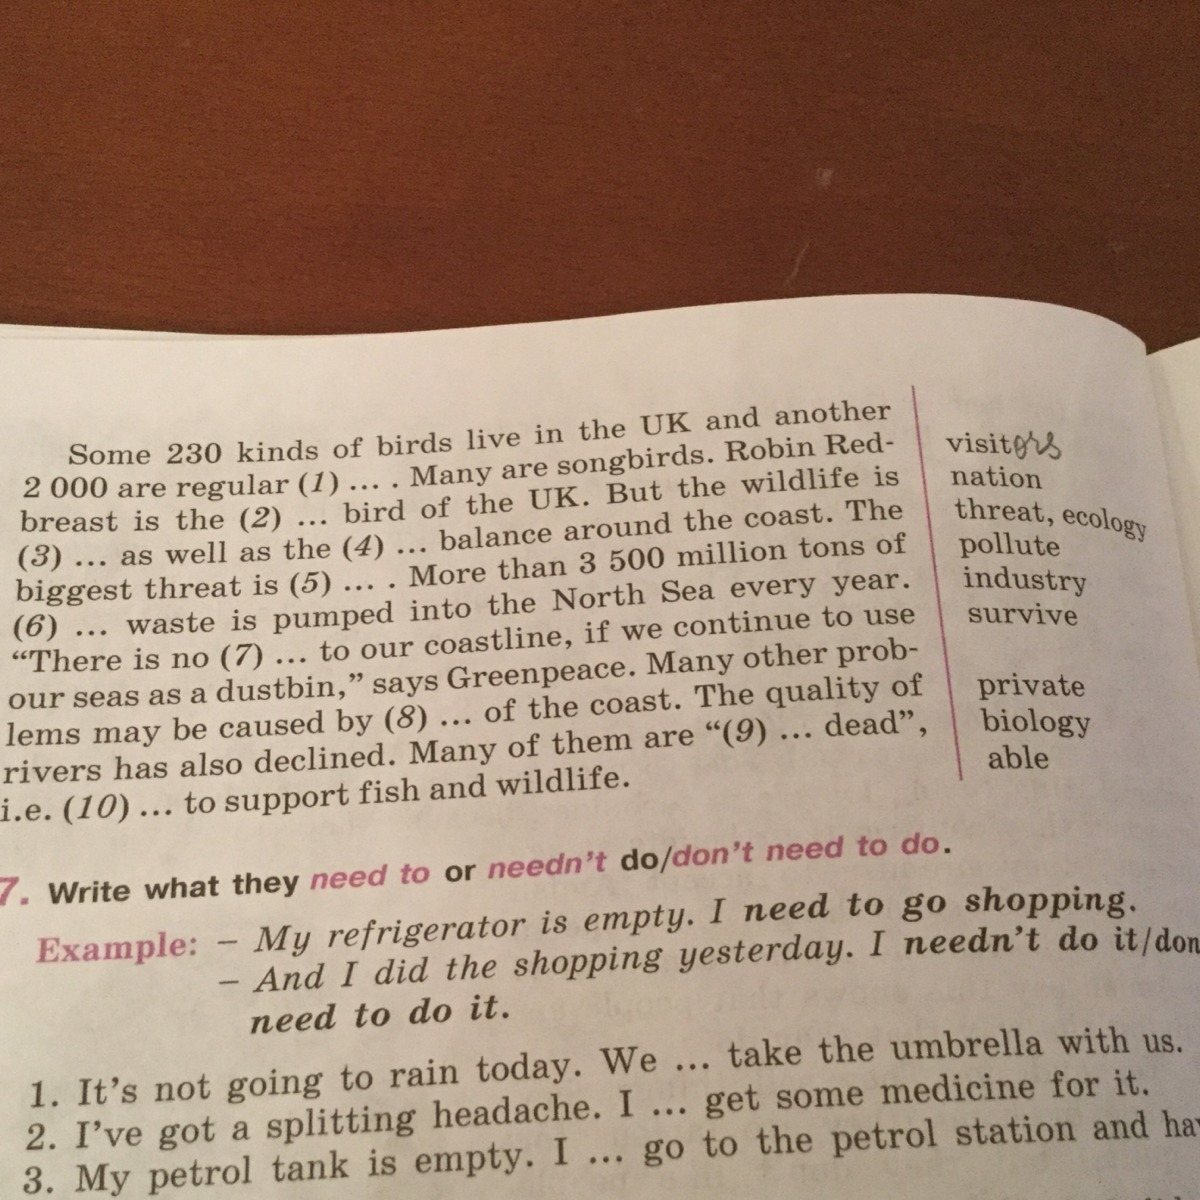 Some 230 kinds of birds live in the UK and another
2 000 are regular (1) ... . Many are songbirds. Robin Red-
breast is the (2) ... bird of the UK. But the wildlife is
(3) ... as well as the (4) ... balance around the coast. The
biggest threat is (5) ... . More than 3 500 million tons of
(6) ... waste is pumped into the North Sea every year.
“There is no (7) ... to our coastline, if we continue to use
our seas as a dustbin,” says Greenpeace. Many other prob-
lems may be caused by (8) ... of the coast. The quality of
rivers has also declined. Many of them are “(9) ... dead”,
i.e. (10) ... to support fish and wildlife.
visitors
nation
threat, ecology
pollute
industry
survive
private
biology
able
7. Write what they need to or needn't do/don't need to do.
Example: – My refrigerator is empty. I need to go shopping.
– And I did the shopping yesterday. I needn't do it/don
need to do it.
1. It's not going to rain today. We ... take the umbrella with us.
2. I've got a splitting headache. I ... get some medicine for it.
3. My petrol tank is empty. I ... go to the petrol station and